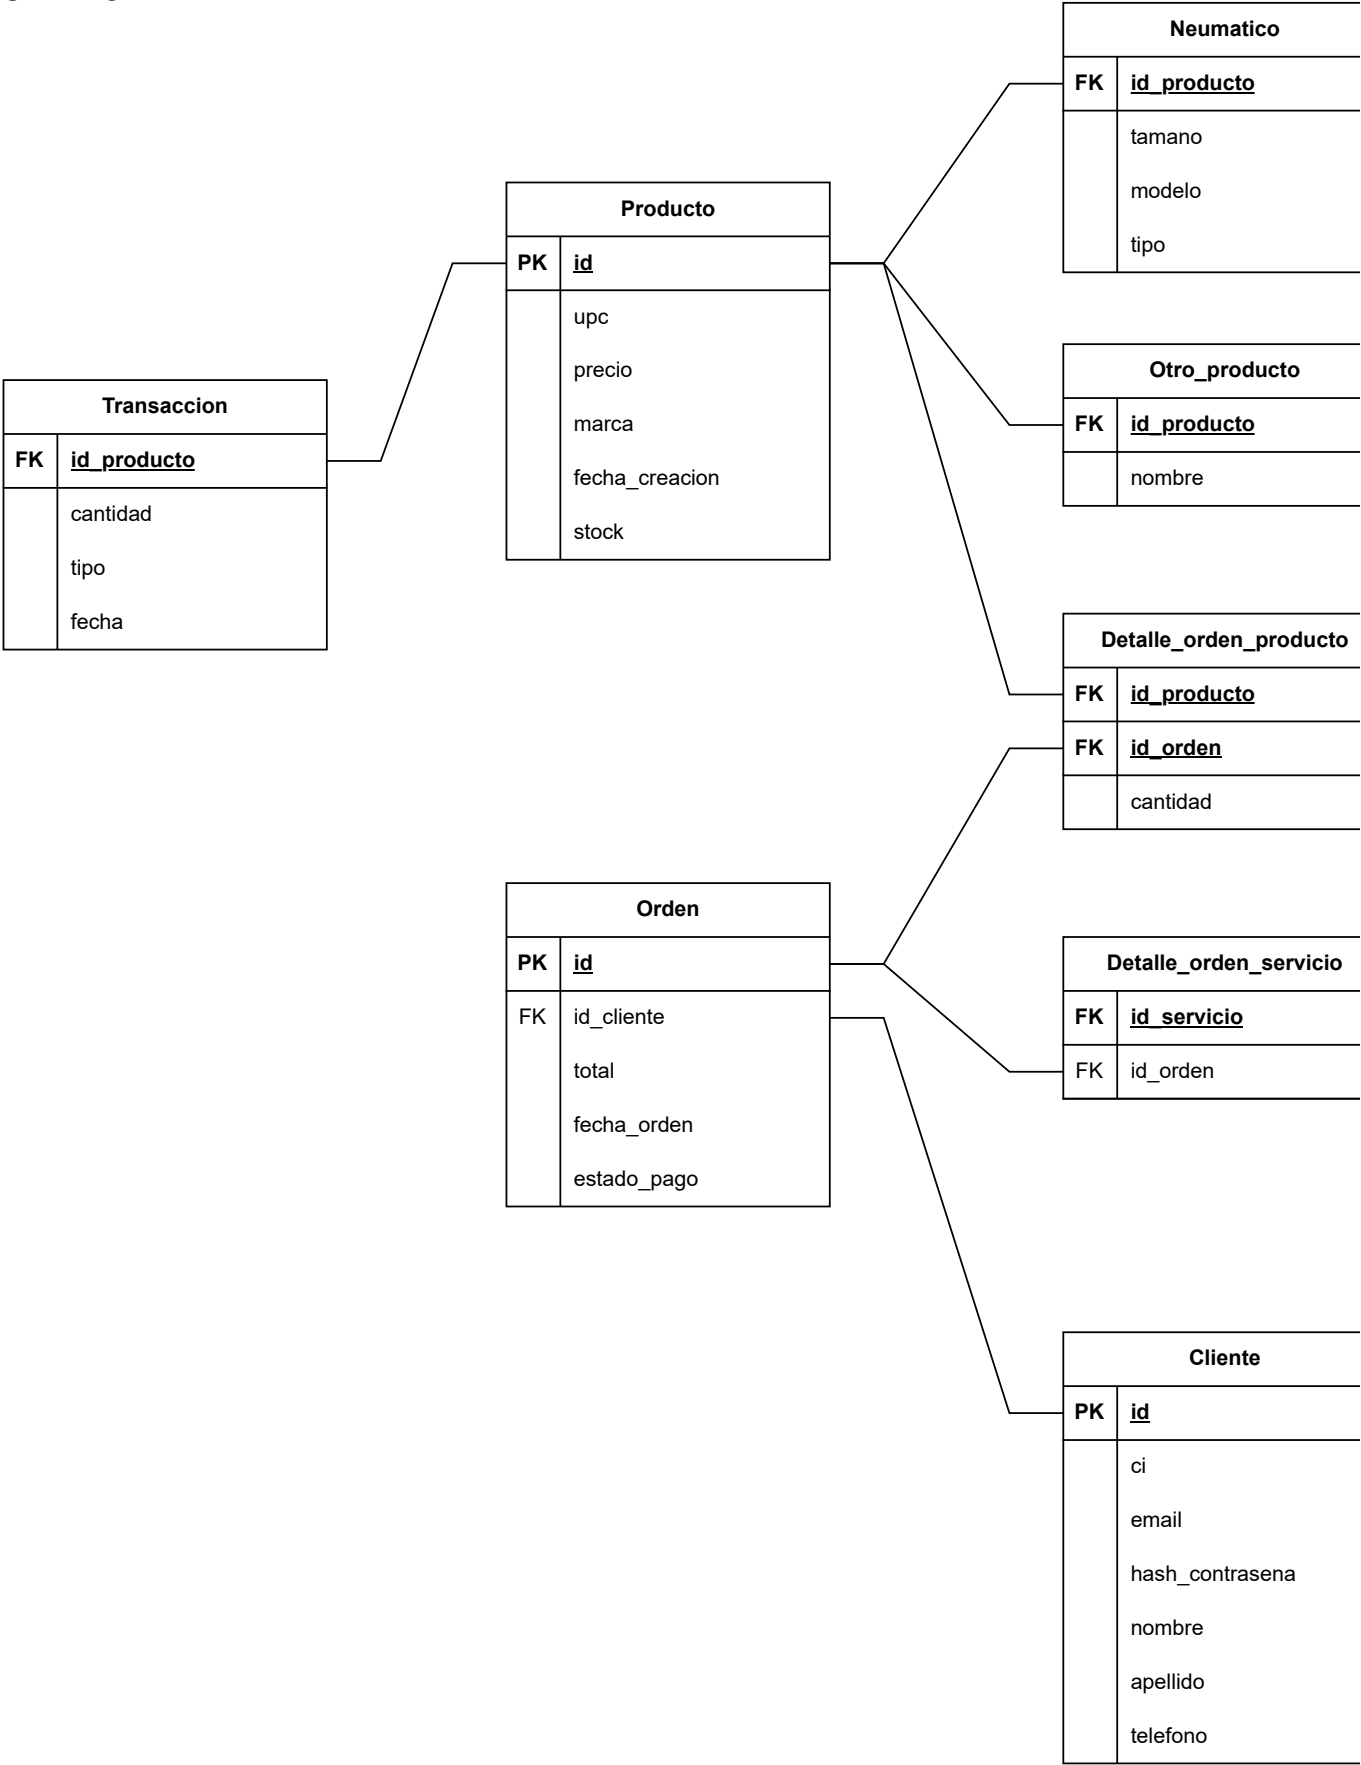 Neumatico
FK id_producto
tamano
modelo
tipo
Producto
PK id
upc
precio
marca
fecha_creacion
stock
Otro_producto
FK id_producto
nombre
Transaccion
FK id_producto
cantidad
tipo
fecha
Detalle_orden_producto
FK id_producto
FK id_orden
cantidad
Orden
PK id
FK id_cliente
total
fecha_orden
estado_pago
Detalle_orden_servicio
FK id_servicio
FK id_orden
Cliente
PK id
ci
email
hash_contrasena
nombre
apellido
telefono